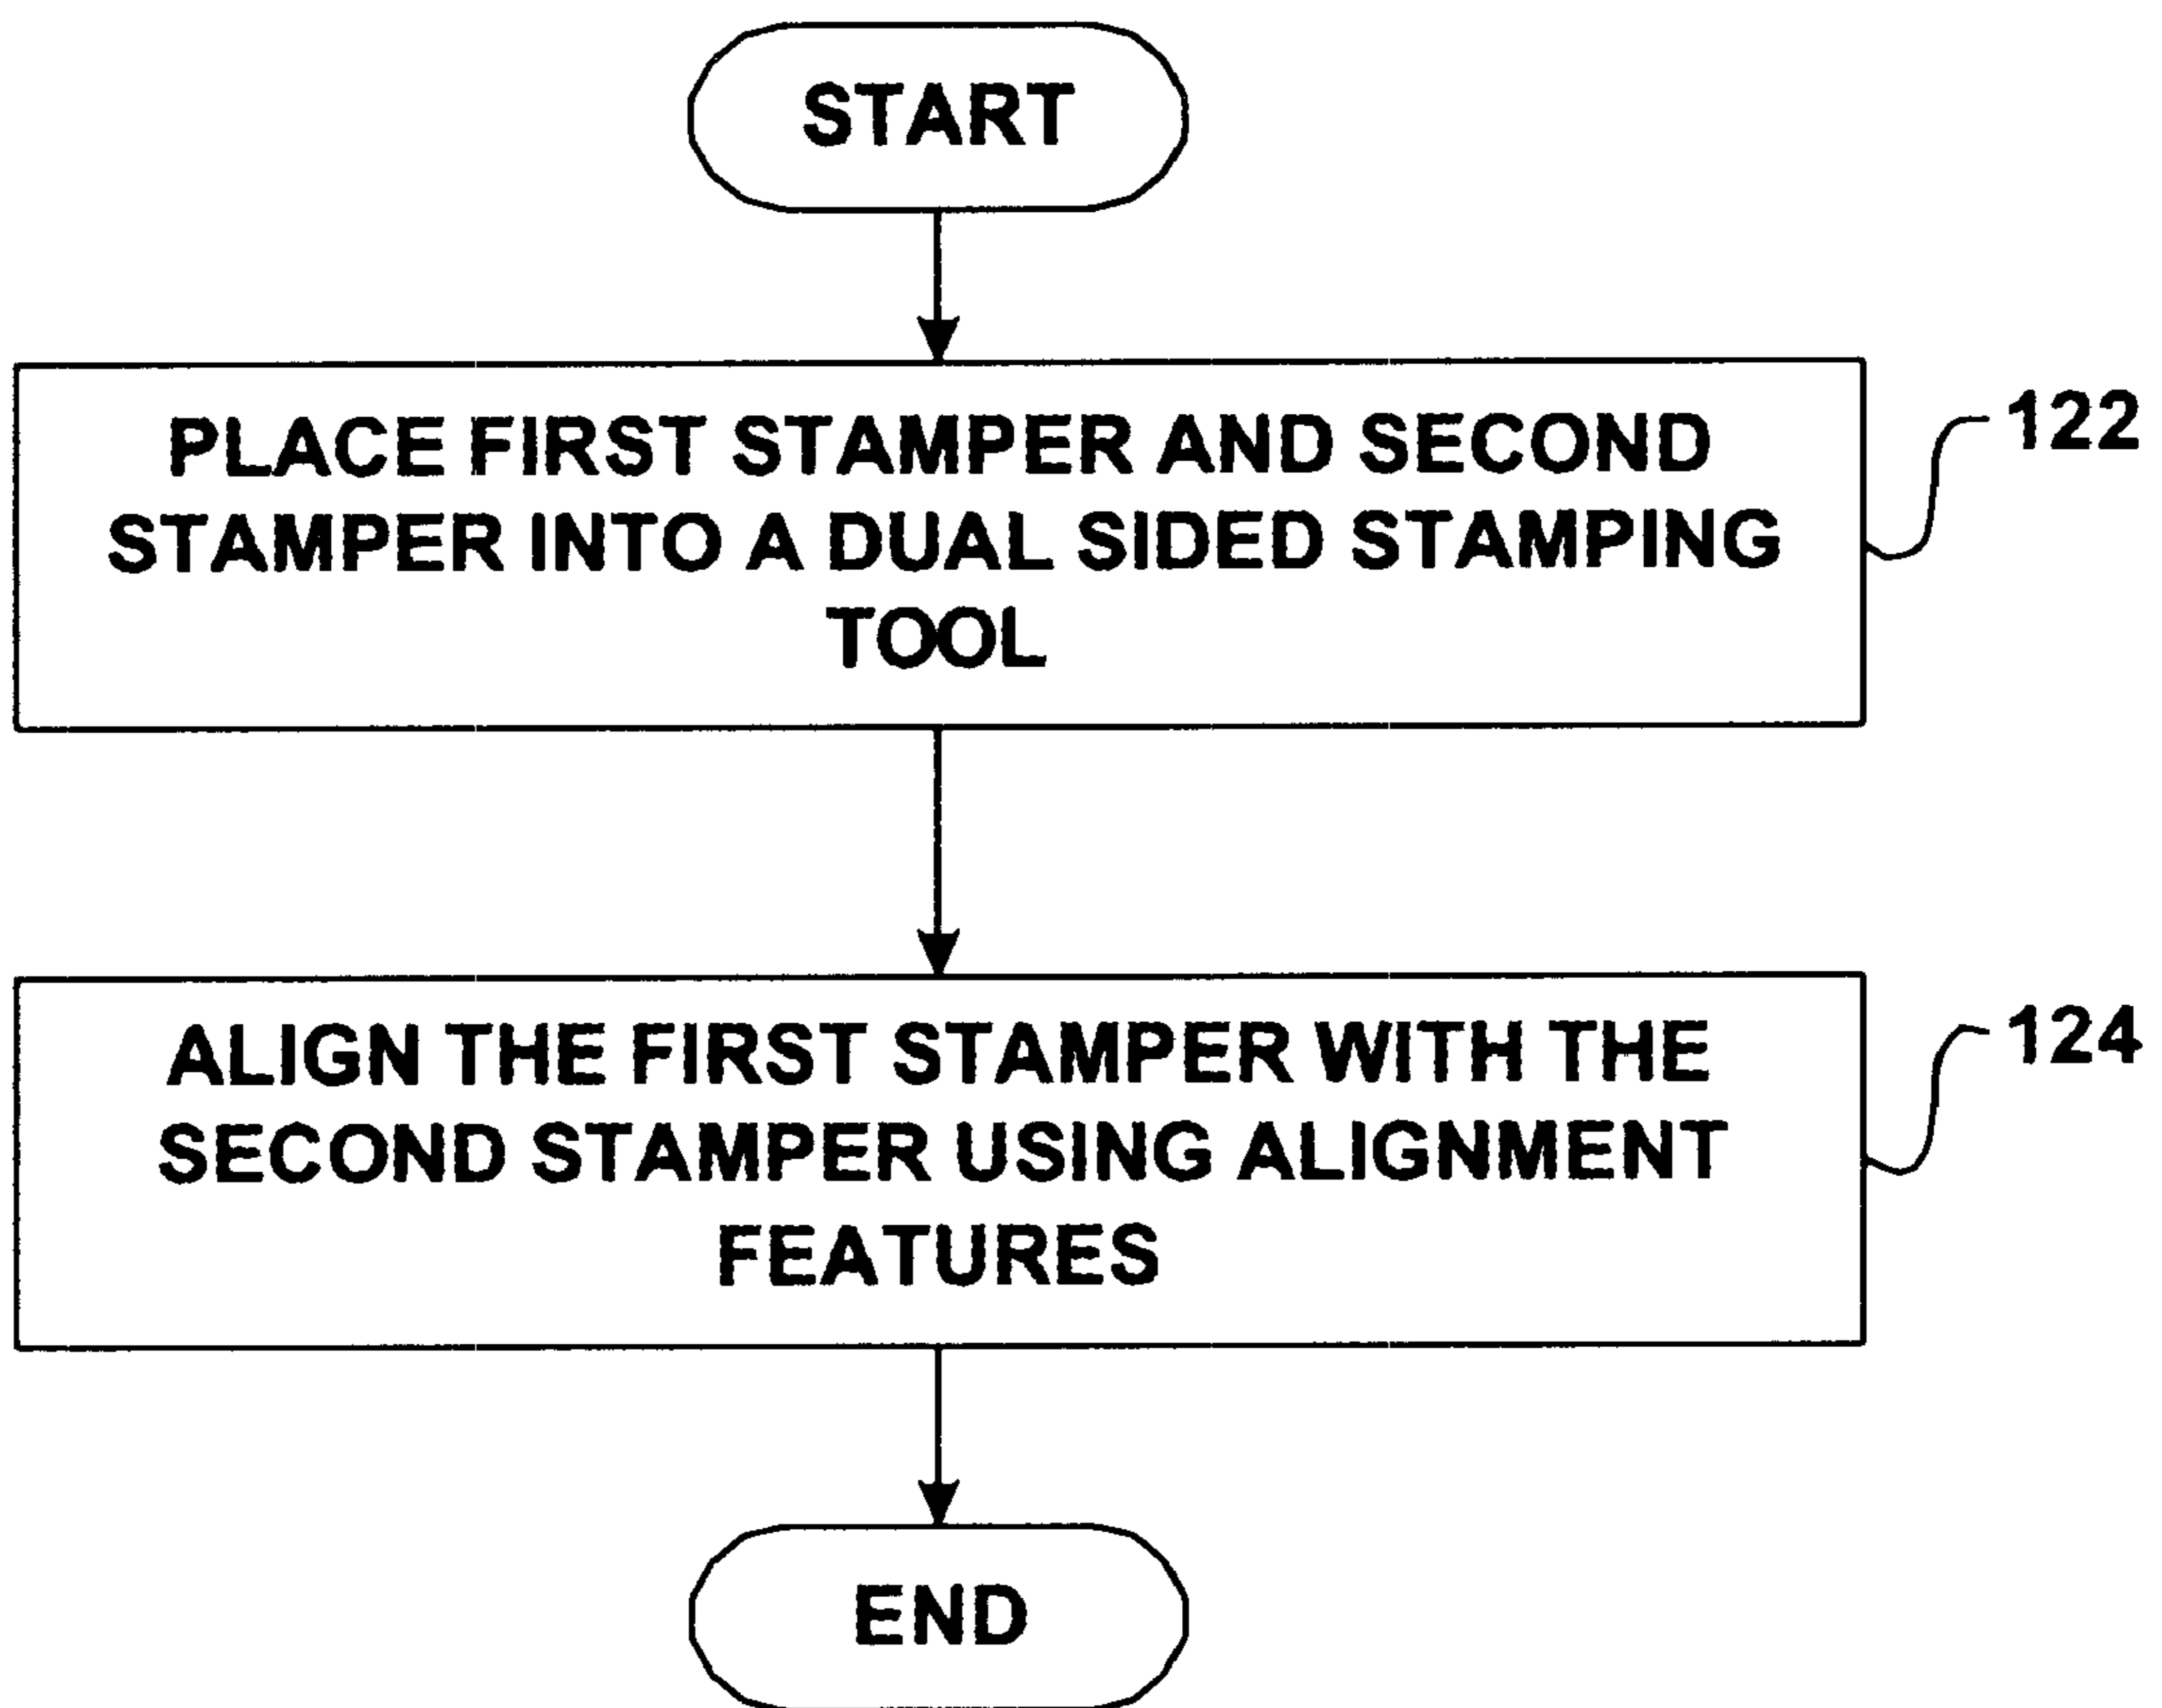 START
PLACE FIRST STAMPER AND SECOND
STAMPER INTO A DUAL SIDED STAMPING
TOOL
122
ALIGN THE FIRST STAMPER WITH THE
SECOND STAMPER USING ALIGNMENT
FEATURES
124
END